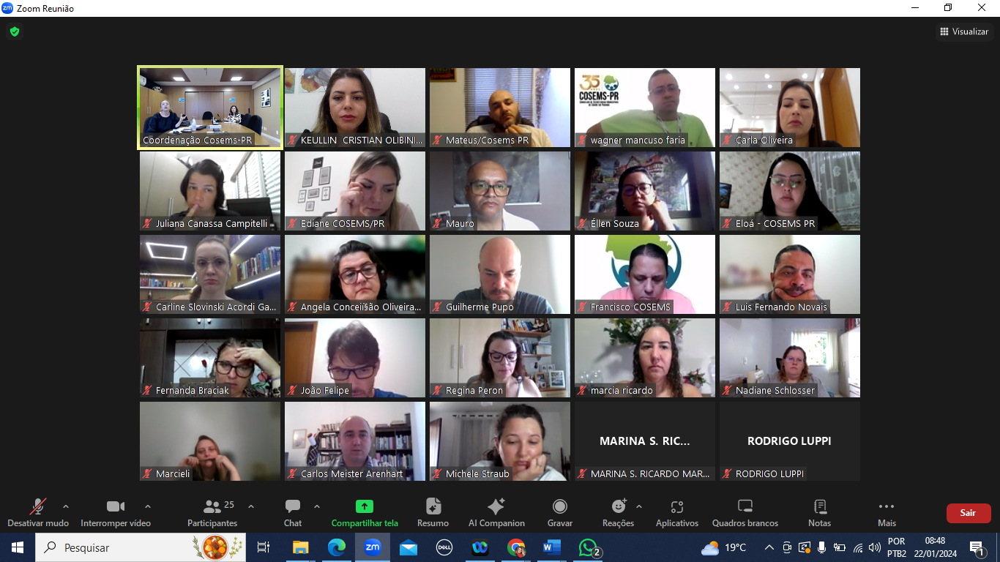 Zoom Reunião
Visualizar
35
COSEMS-PR
Coordenação Cosems-PR
KEULLIN CRISTIAN OLIBINI...
Mateus/Cosems PR
wagner mancuso faria
Carla Oliveira
Juliana Canassa Campitelli
Ediane COSEMS/PR
Mauro
Éllen Souza
Eloá - COSEMS PR
Carline Slovinski Acordi Ga...
Angela Conceiï§ão Oliveira...
Guilherme Pupo
Francisco COSEMS
Luis Fernando Novais
Fernanda Braciak
João Felipe
Regina Peron
marcia ricardo
Nadiane Schlosser
MARINA S. RIC...
RODRIGO LUPPI
Marcieli
Carlos Meister Arenhart
Michele Straub
MARINA S. RICARDO MAR...
RODRIGO LUPPI
25
Desativar mudo
Interromper vídeo
Participantes
Chat
Compartilhar tela
Resumo
AI Companion
Gravar
Reações
Aplicativos
Quadros brancos
Notas
Mais
Sair
Pesquisar
zm
DELL
2
19°C
POR
PTB2
08:48
22/01/2024
1